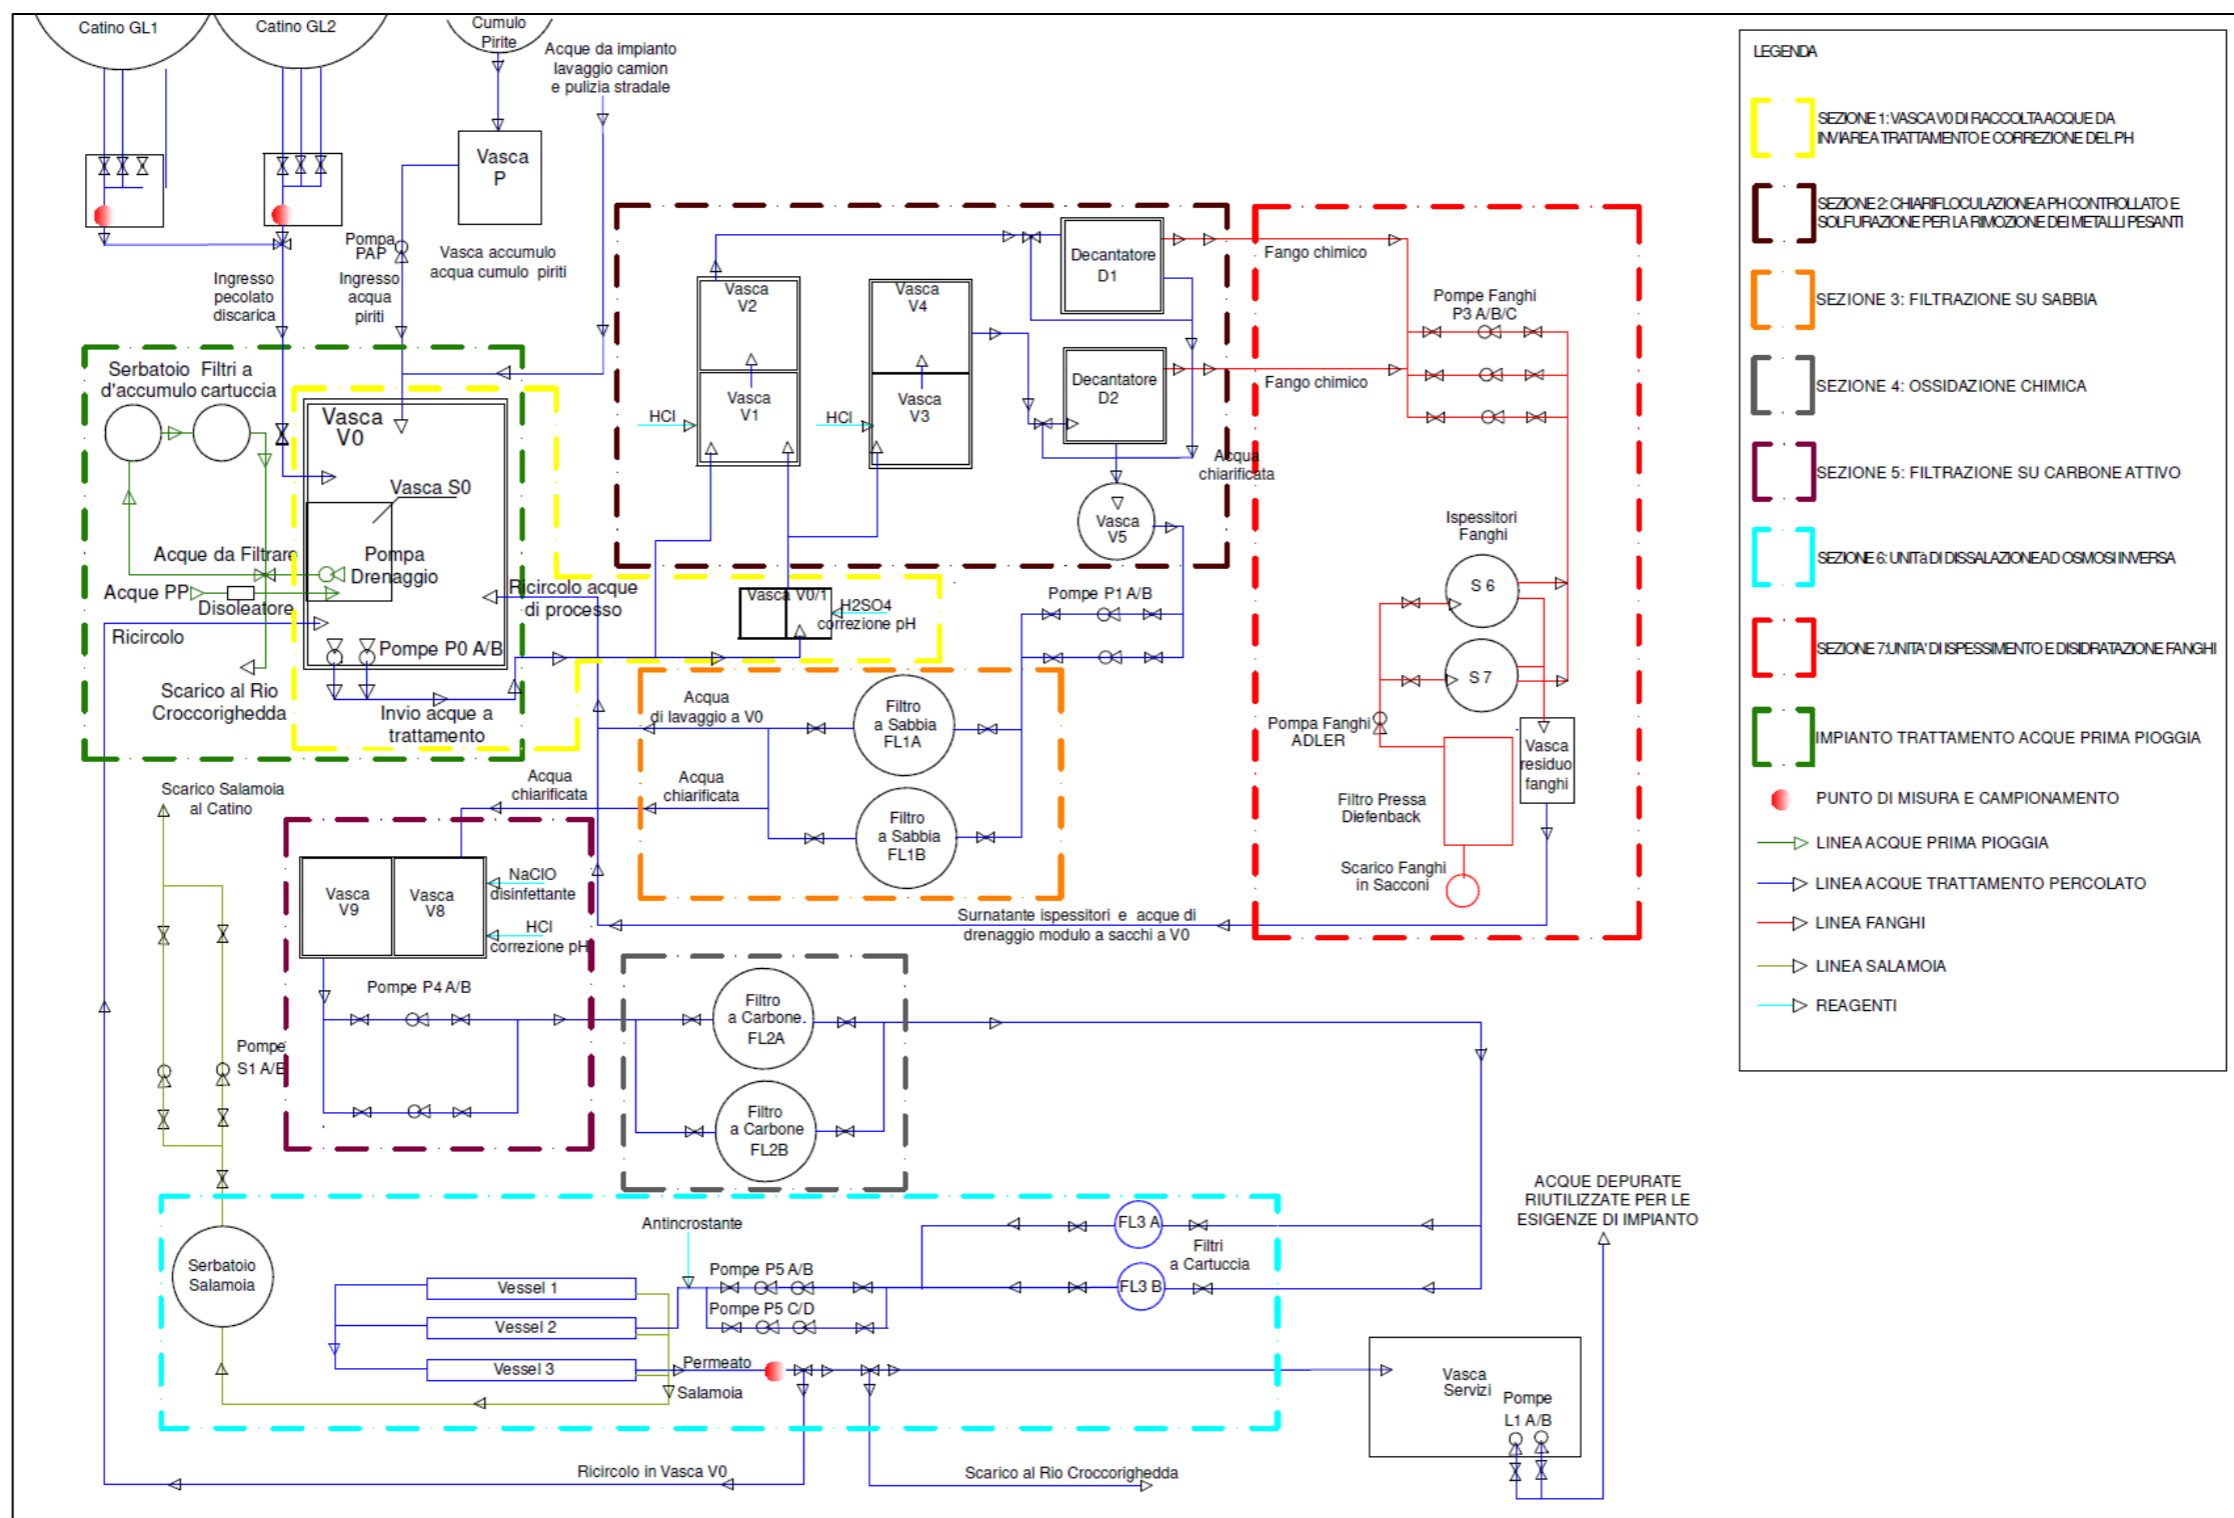 Catino GL1
Catino GL2
Cumulo
Pirite
Acque da impianto
lavaggio camion
e pulizia stradale
Vasca
P
Pompa
PAP
Vasca accumulo
acqua cumulo piriti
Ingresso
pecolato
discarica
Ingresso
acqua
piriti
Serbatoio
d'accumulo
Filtri a
cartuccia
Vasca
V0
Vasca S0
Acque da Filtrare
Pompa
Drenaggio
Acque PP
Disoleatore
Ricircolo
Pompe P0 A/B
Scarico al Rio
Croccorighedda
Invio acque a
trattamento
Ricircolo acque
di processo
Vasca
V2
Vasca
V1
HCl
Vasca
V4
Vasca
V3
HCl
Decantatore
D1
Decantatore
D2
Acqua
chiarificata
Vasca
V5
Vasca V0/1
H2SO4
correzione pH
Pompe P1 A/B
Fango chimico
Fango chimico
Pompe Fanghi
P3 A/B/C
Ispessitori
Fanghi
S 6
S 7
Pompa Fanghi
ADLER
Vasca
residuo
fanghi
Filtro Pressa
Diefenback
Scarico Fanghi
in Sacconi
Acqua
di lavaggio a V0
Filtro
a Sabbia
FL1A
Acqua
chiarificata
Acqua
chiarificata
Filtro
a Sabbia
FL1B
Surnatante ispessitori e acque di
drenaggio modulo a sacchi a V0
Scarico Salamoia
al Catino
Vasca
V9
Vasca
V8
NaClO
disinfettante
HCl
correzione pH
Pompe P4 A/B
Pompe
S1 A/B
Filtro
a Carbone
FL2A
Filtro
a Carbone
FL2B
Serbatoio
Salamoia
Antincrostante
Pompe P5 A/B
Pompe P5 C/D
Vessel 1
Vessel 2
Vessel 3
Permeato
Salamoia
FL3 A
Filtri
a Cartuccia
FL3 B
ACQUE DEPURATE
RIUTILIZZATE PER LE
ESIGENZE DI IMPIANTO
Vasca
Servizi
Pompe
L1 A/B
Ricircolo in Vasca V0
Scarico al Rio Croccorighedda
LEGENDA
SEZIONE 1: VASCA V0 DI RACCOLTA ACQUE DA
INVIARE A TRATTAMENTO E CORREZIONE DEL PH
SEZIONE 2: CHIARIFLOCULAZIONE A PH CONTROLLATO E
SOLFURAZIONE PER LA RIMOZIONE DEI METALLI PESANTI
SEZIONE 3: FILTRAZIONE SU SABBIA
SEZIONE 4: OSSIDAZIONE CHIMICA
SEZIONE 5: FILTRAZIONE SU CARBONE ATTIVO
SEZIONE 6: UNITà DI DISSALAZIONE AD OSMOSI INVERSA
SEZIONE 7:UNITA' DI ISPESSIMENTO E DISIDRATAZIONE FANGHI
IMPIANTO TRATTAMENTO ACQUE PRIMA PIOGGIA
PUNTO DI MISURA E CAMPIONAMENTO
LINEA ACQUE PRIMA PIOGGIA
LINEA ACQUE TRATTAMENTO PERCOLATO
LINEA FANGHI
LINEA SALAMOIA
REAGENTI